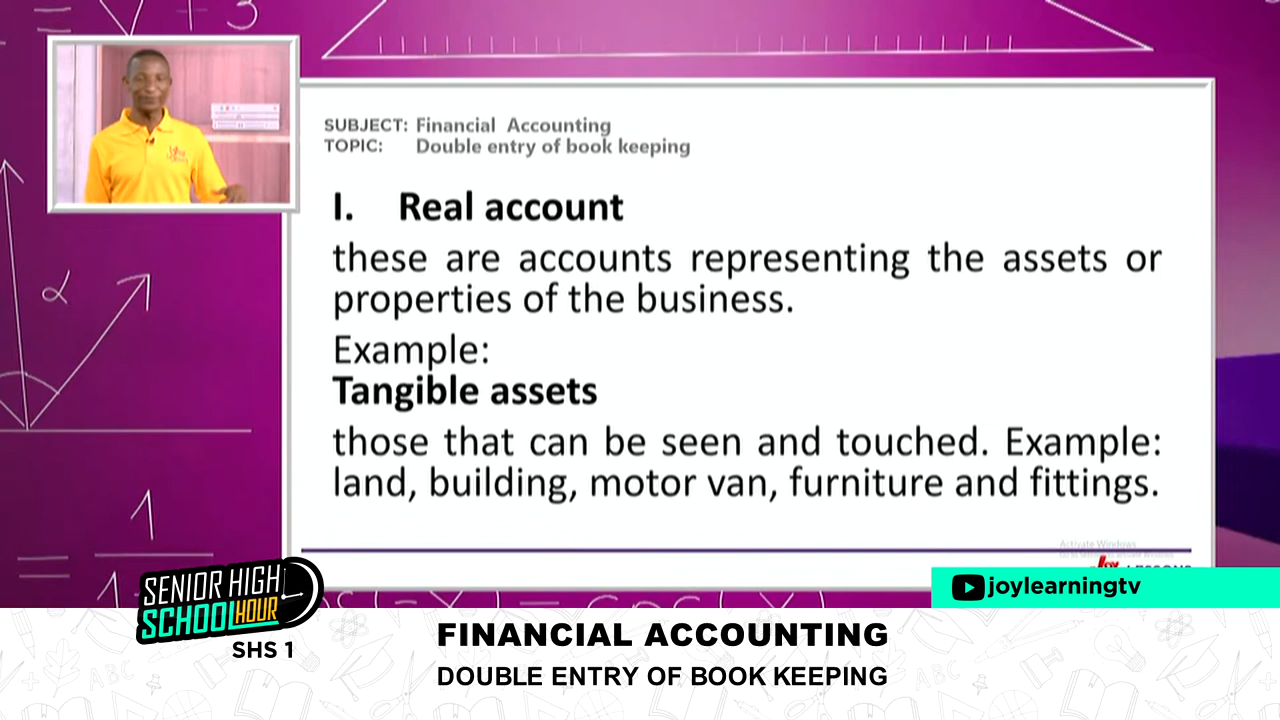 SUBJECT: Financial Accounting
TOPIC: Double entry of book keeping
I. Real account
these are accounts representing the assets or
properties of the business.
Example:
Tangible assets
those that can be seen and touched. Example:
land, building, motor van, furniture and fittings.
Activate Windows
joylearningtv
SENIOR HIGH
SCHOOL HOUR
SHS 1
FINANCIAL ACCOUNTING
DOUBLE ENTRY OF BOOK KEEPING